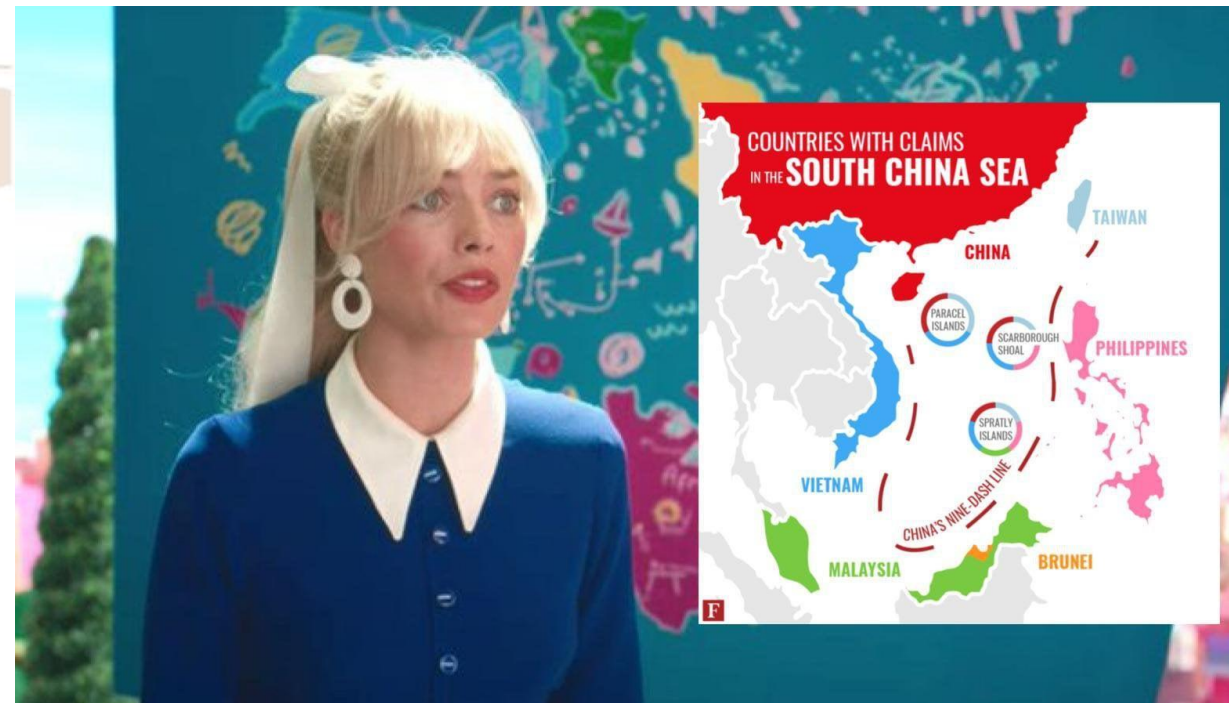 COUNTRIES WITH CLAIMS
IN THE SOUTH CHINA SEA
TAIWAN
CHINA
PARACEL
ISLANDS
SCARBOROUGH
SHOAL
PHILIPPINES
SPRATLY
ISLANDS
VIETNAM
CHINA'S NINE-DASH LINE
MALAYSIA
BRUNEI
F